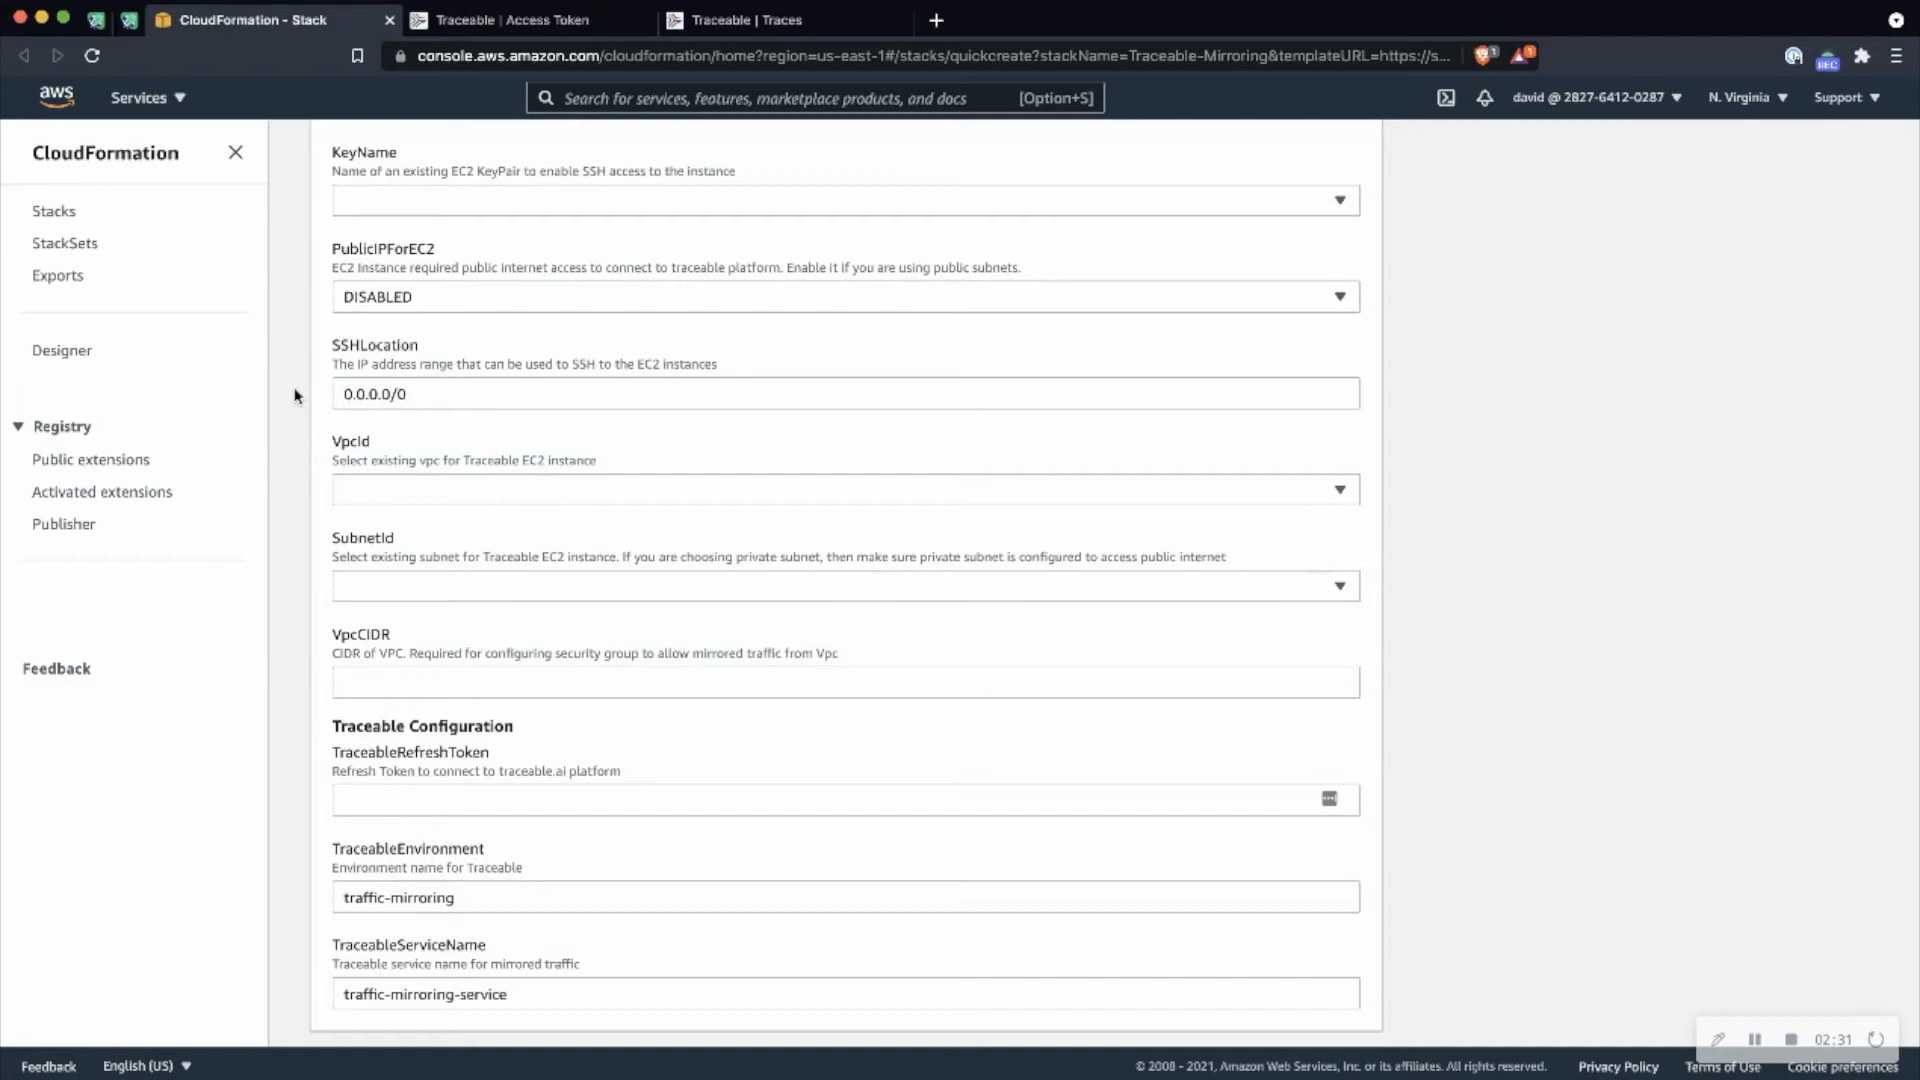 CloudFormation - Stack
Traceable | Access Token
Traceable | Traces
console.aws.amazon.com/cloudformation/home?region=us-east-1#/stacks/quickcreate?stackName=Traceable-Mirroring&templateURL=https://s...
1
1
REC
aws
Services
Search for services, features, marketplace products, and docs
[Option+S]
david @ 2827-6412-0287
N. Virginia
Support
CloudFormation
Stacks
StackSets
Exports
Designer
Registry
Public extensions
Activated extensions
Publisher
Feedback
KeyName
Name of an existing EC2 KeyPair to enable SSH access to the instance
PublicIPForEC2
EC2 Instance required public internet access to connect to traceable platform. Enable it if you are using public subnets.
DISABLED
SSHLocation
The IP address range that can be used to SSH to the EC2 instances
0.0.0.0/0
VpcId
Select existing vpc for Traceable EC2 instance
SubnetId
Select existing subnet for Traceable EC2 instance. If you are choosing private subnet, then make sure private subnet is configured to access public internet
VpcCIDR
CIDR of VPC. Required for configuring security group to allow mirrored traffic from Vpc
Traceable Configuration
TraceableRefreshToken
Refresh Token to connect to traceable.ai platform
TraceableEnvironment
Environment name for Traceable
traffic-mirroring
TraceableServiceName
Traceable service name for mirrored traffic
traffic-mirroring-service
02:31
Feedback
English (US)
© 2008 - 2021, Amazon Web Services, Inc. or its affiliates. All rights reserved.
Privacy Policy
Terms of Use
Cookie preferences